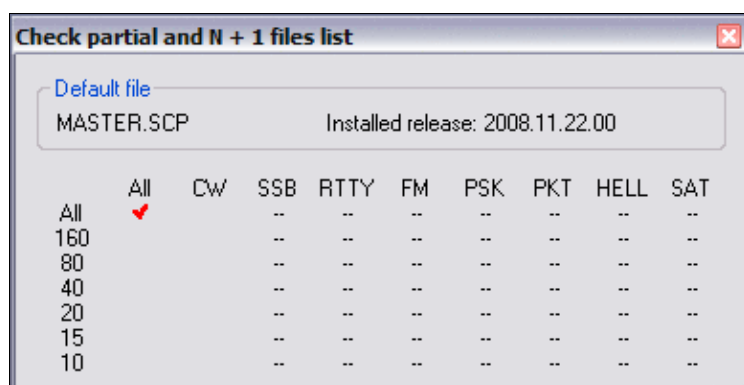 Check partial and N + 1 files list
Default file
MASTER.SCP Installed release: 2008.11.22.00
All CW SSB RTTY FM PSK PKT HELL SAT
All -- -- -- -- -- -- --
160 -- -- -- -- -- -- --
80 -- -- -- -- -- -- --
40 -- -- -- -- -- -- --
20 -- -- -- -- -- -- --
15 -- -- -- -- -- -- --
10 -- -- -- -- -- -- --